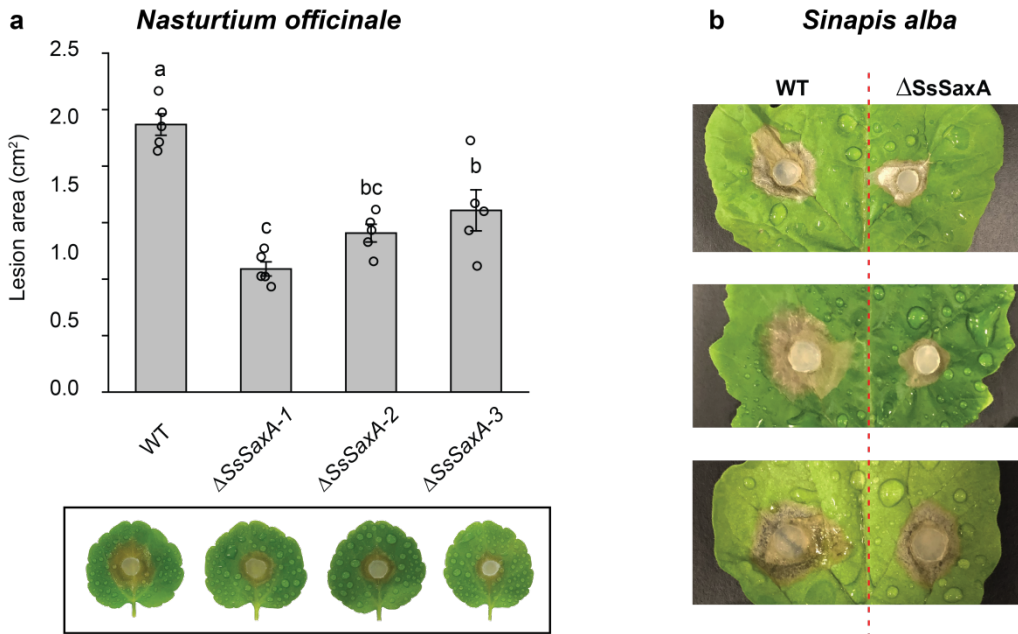 a
Nasturtium officinale
Lesion area (cm²)
2.5
2.0
1.5
1.0
0.5
0.0
a
c
bc
b
WT
ΔSsSaxA-1
ΔSsSaxA-2
ΔSsSaxA-3
b
Sinapis alba
WT
ΔSsSaxA